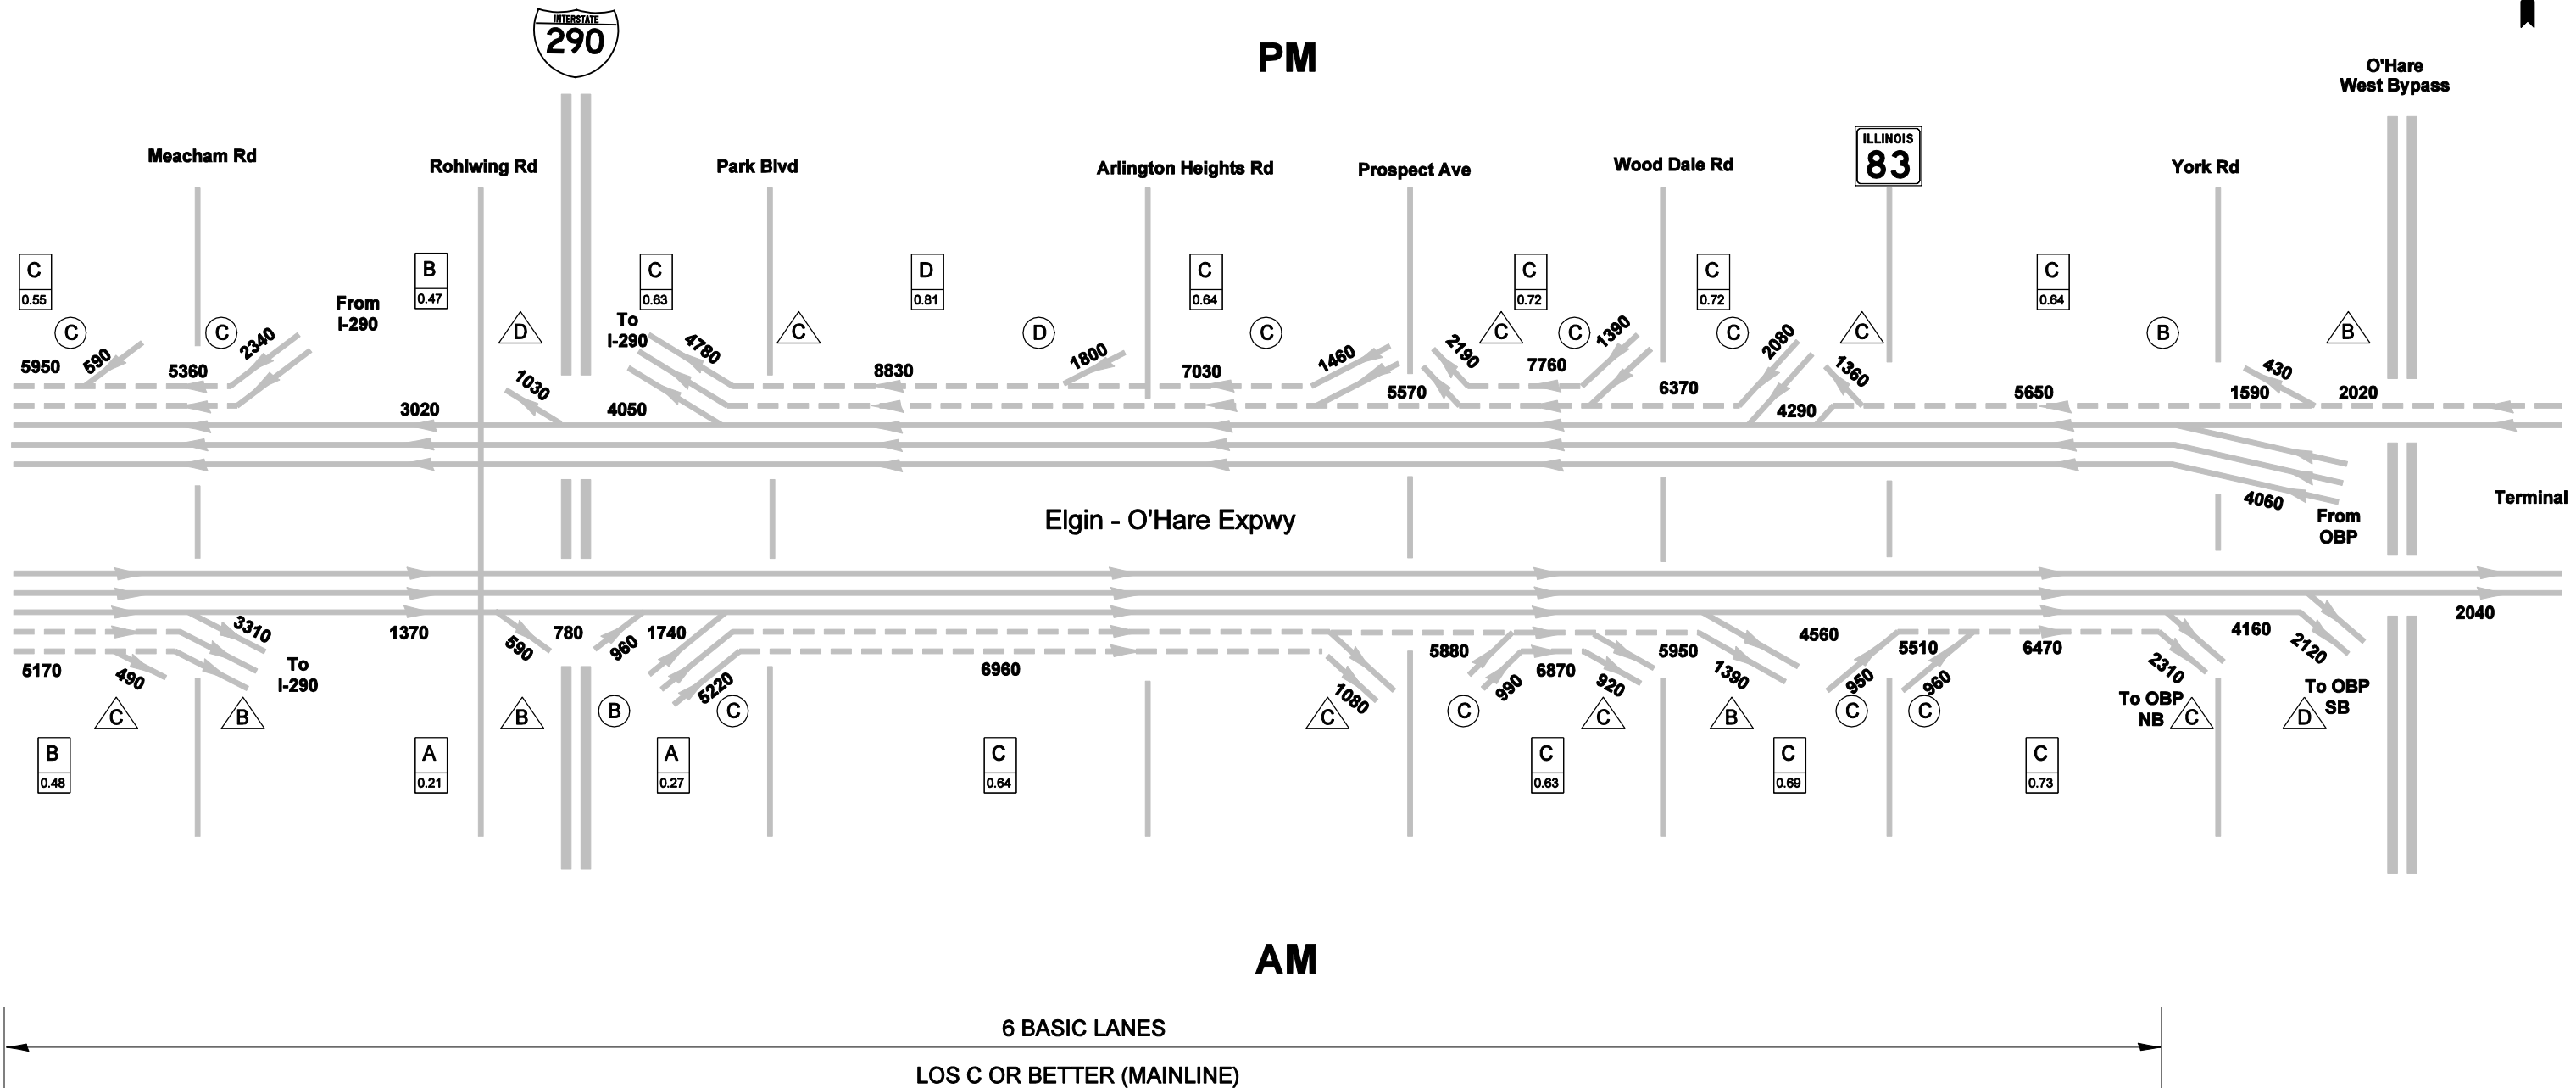 INTERSTATE
290
PM
O'Hare
West Bypass
ILLINOIS
83
Meacham Rd
Rohlwing Rd
Park Blvd
Arlington Heights Rd
Prospect Ave
Wood Dale Rd
York Rd
C
0.55
B
0.47
C
0.63
D
0.81
C
0.64
C
0.72
C
0.72
C
0.64
From
I-290
To
I-290
C
C
D
C
D
C
C
C
C
C
B
B
5950
590
5360
2340
3020
1030
4050
4780
8830
1800
7030
1460
5570
2190
7760
1390
6370
2080
4290
1360
5650
1590
430
2020
4060
From
OBP
Terminal
Elgin - O'Hare Expwy
5170
490
3310
To
I-290
1370
590
780
960
1740
5220
6960
1080
5880
990
6870
920
5950
1390
4560
950
5510
960
6470
2310
4160
2120
2040
To OBP
NB
To OBP
SB
C
B
B
B
C
C
C
C
B
C
C
C
D
B
0.48
A
0.21
A
0.27
C
0.64
C
0.63
C
0.69
C
0.73
AM
6 BASIC LANES
LOS C OR BETTER (MAINLINE)